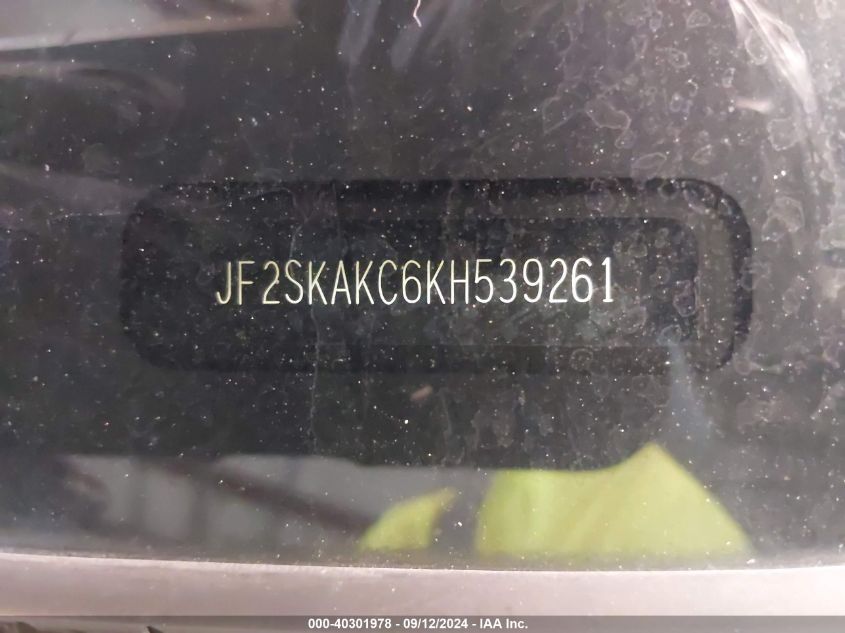 JF2SKAKC6KH539261
000-40301978 - 09/12/2024 - IAA Inc.